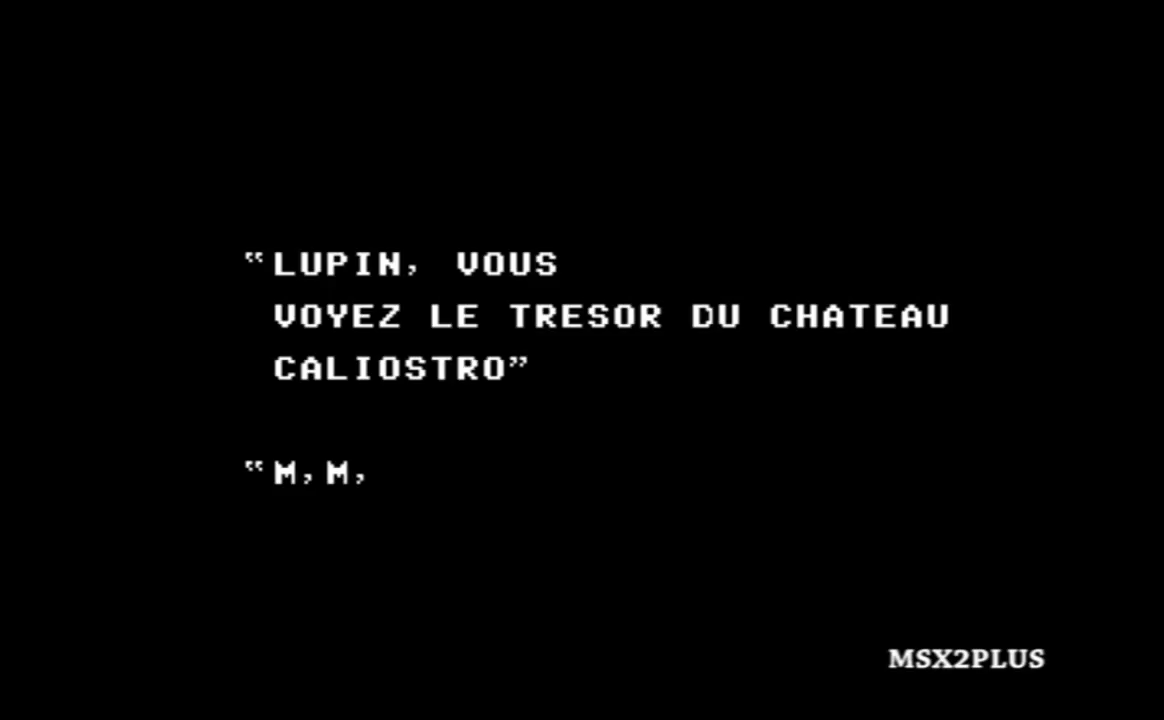 “LUPIN, VOUS
VOYEZ LE TRESOR DU CHATEAU
CALIOSTRO”
“M,M,
MSX2PLUS